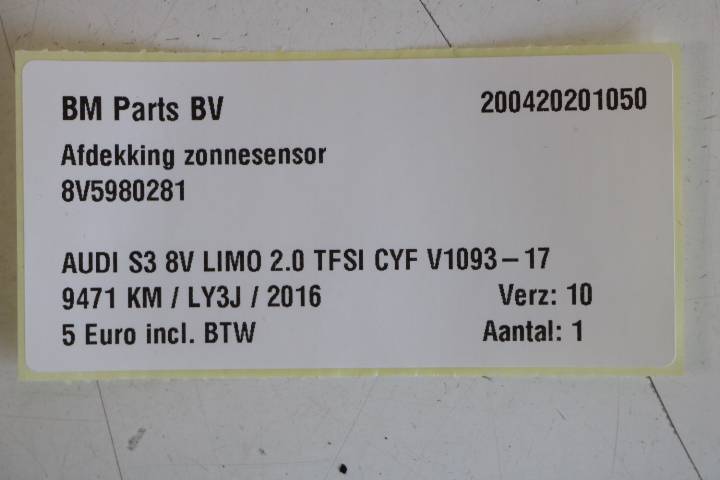 BM Parts BV 200420201050
Afdekking zonnesensor
8V5980281
AUDI S3 8V LIMO 2.0 TFSI CYF V1093-17
9471 KM / LY3J / 2016 Verz: 10
5 Euro incl. BTW Aantal: 1